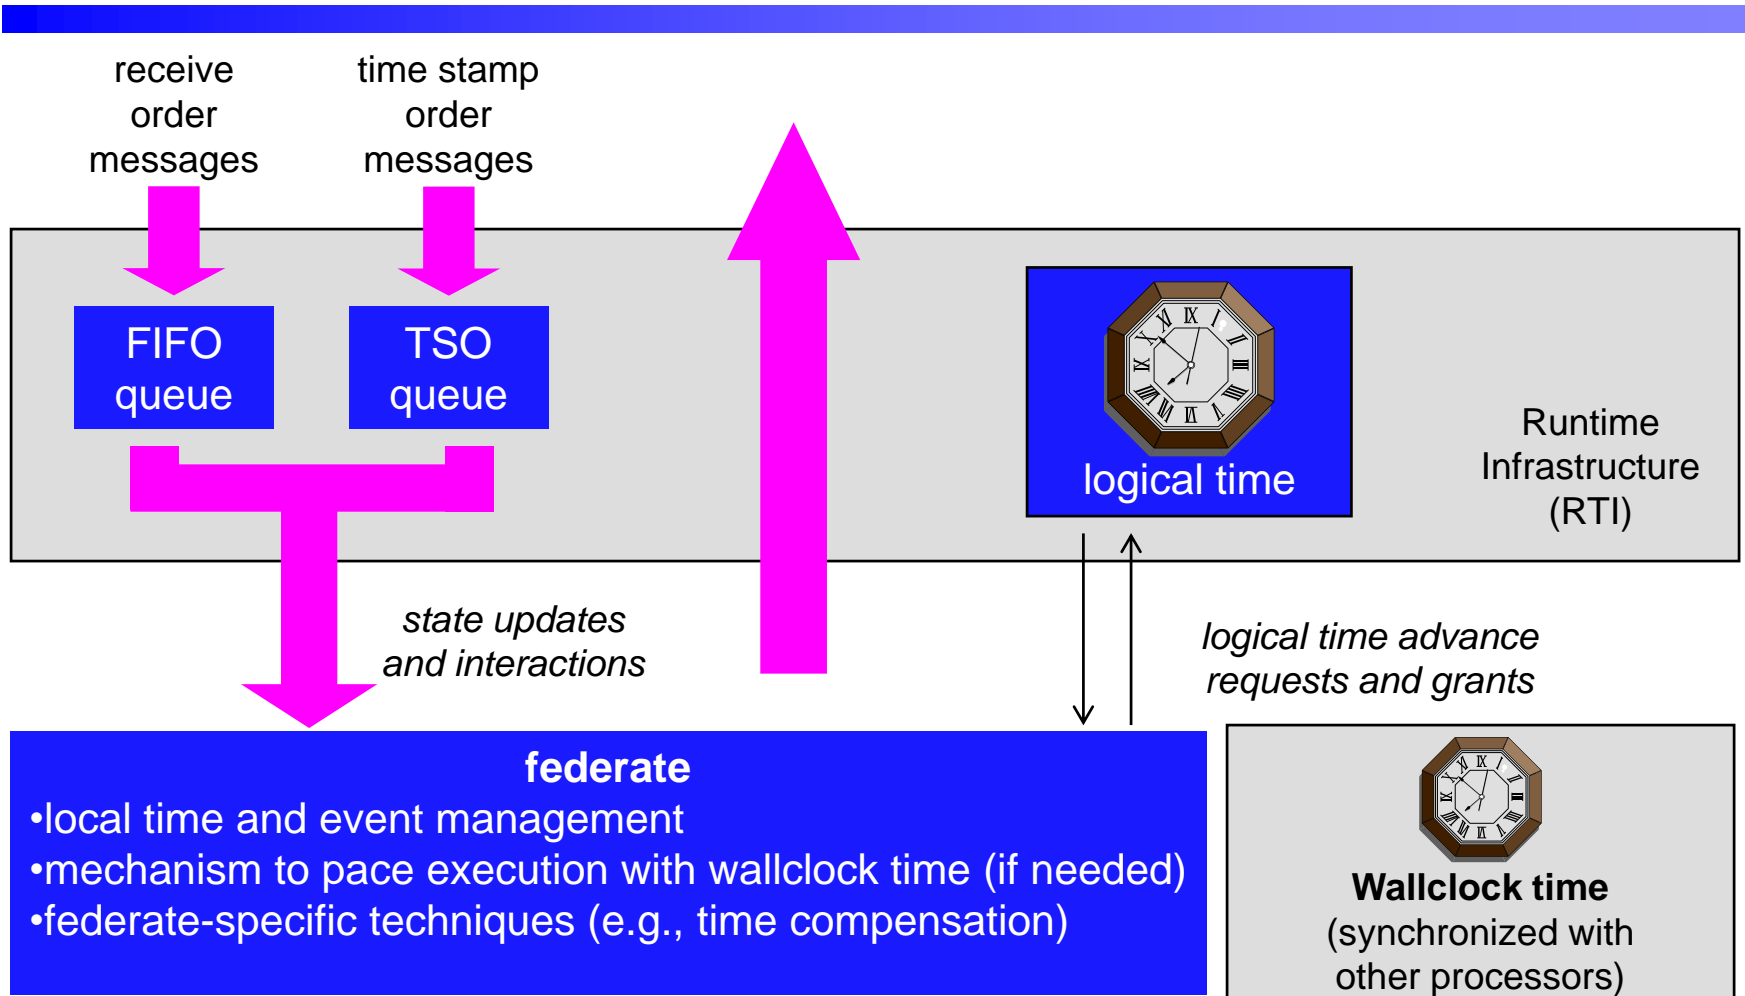 receive
order
messages
time stamp
order
messages
FIFO
queue
TSO
queue
logical time
Runtime
Infrastructure
(RTI)
state updates
and interactions
logical time advance
requests and grants
federate
•local time and event management
•mechanism to pace execution with wallclock time (if needed)
•federate-specific techniques (e.g., time compensation)
Wallclock time
(synchronized with
other processors)